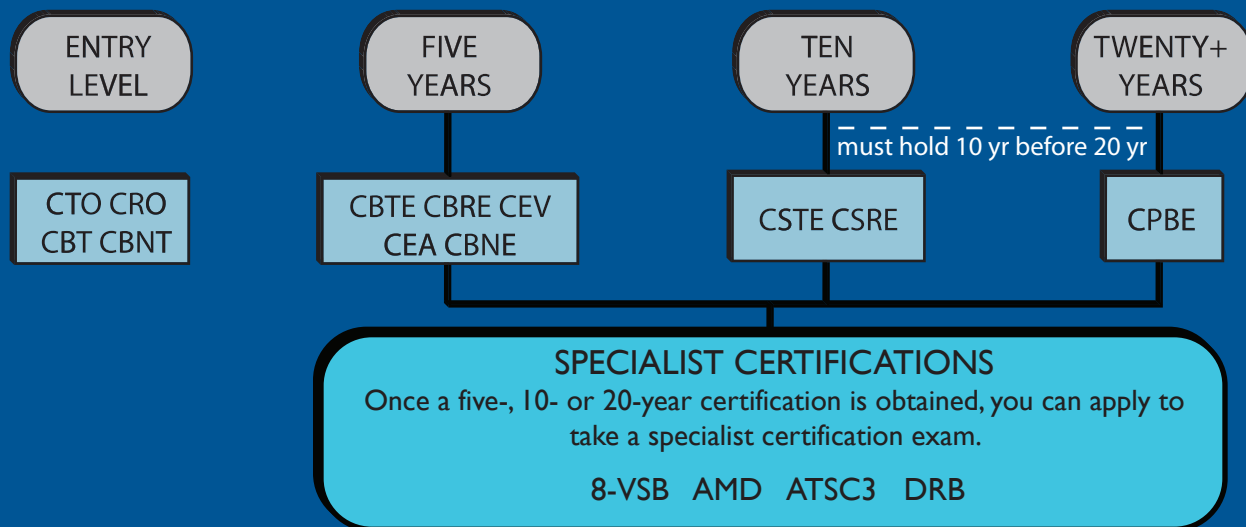 ENTRY
LEVEL
FIVE
YEARS
TEN
YEARS
TWENTY+
YEARS
must hold 10 yr before 20 yr
CTO CRO
CBT CBNT
CBTE CBRE CEV
CEA CBNE
CSTE CSRE
CPBE
SPECIALIST CERTIFICATIONS
Once a five-, 10- or 20-year certification is obtained, you can apply to
take a specialist certification exam.
8-VSB AMD ATSC3 DRB